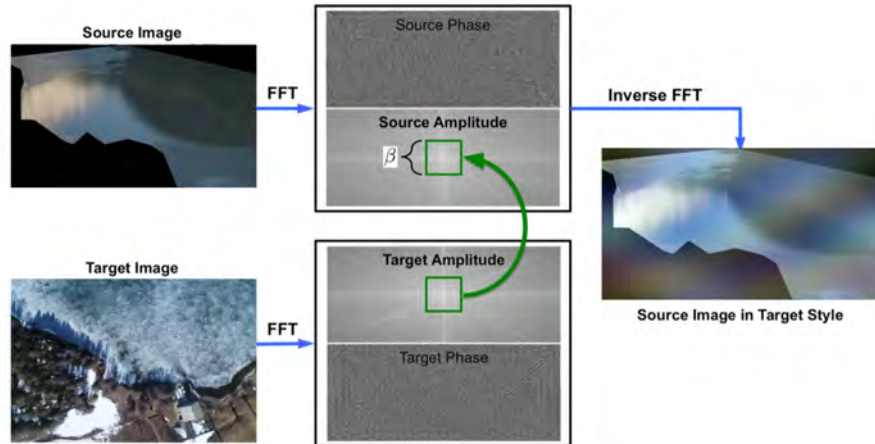 Source Image
Source Phase
FFT
Inverse FFT
Source Amplitude
β
Target Image
Target Amplitude
FFT
Source Image in Target Style
Target Phase